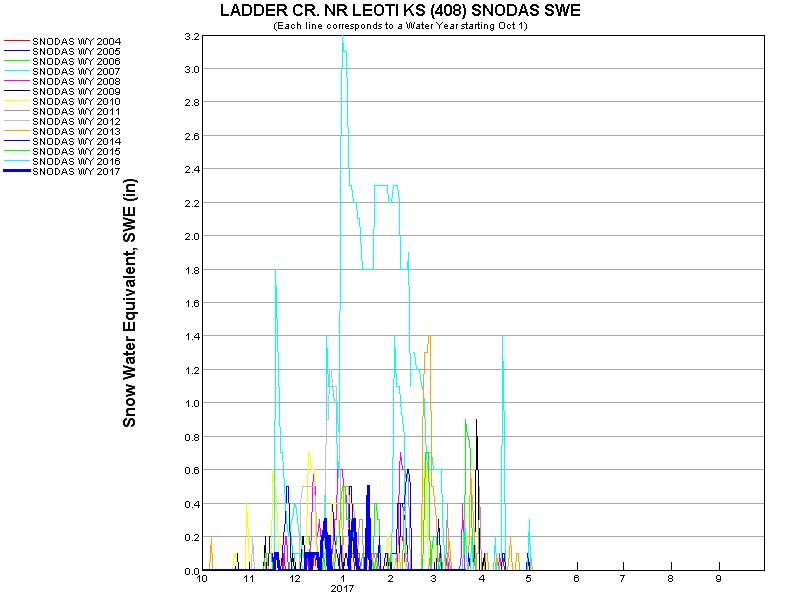 LADDER CR. NR LEOTI KS (408) SNODAS SWE
(Each line corresponds to a Water Year starting Oct 1)
SNODAS WY 2004
SNODAS WY 2005
SNODAS WY 2006
SNODAS WY 2007
SNODAS WY 2008
SNODAS WY 2009
SNODAS WY 2010
SNODAS WY 2011
SNODAS WY 2012
SNODAS WY 2013
SNODAS WY 2014
SNODAS WY 2015
SNODAS WY 2016
SNODAS WY 2017
Snow Water Equivalent, SWE (in)
3.2
3.0
2.8
2.6
2.4
2.2
2.0
1.8
1.6
1.4
1.2
1.0
0.8
0.6
0.4
0.2
0.0
10 11 12 1 2 3 4 5 6 7 8 9
2017